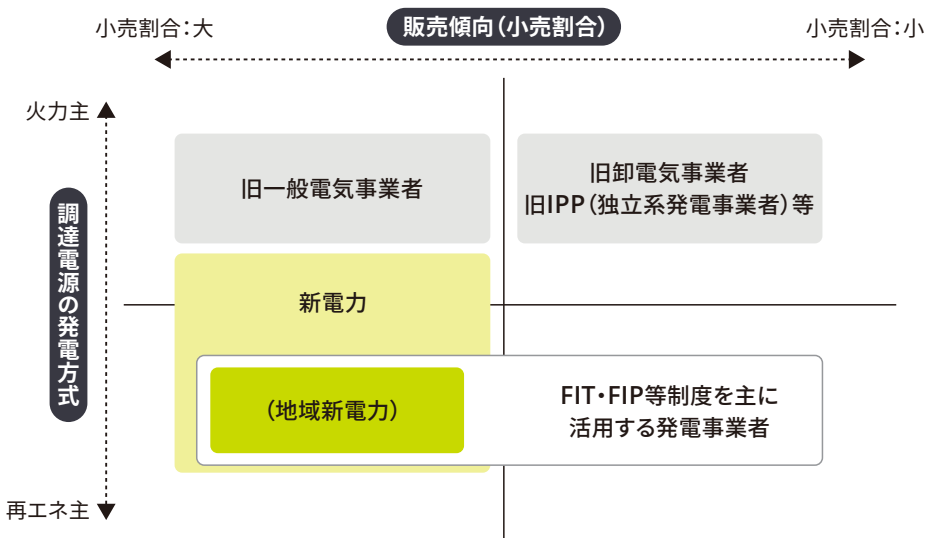 販売傾向（小売割合）
小売割合：大
小売割合：小
火力主
調達電源の発電方式
再エネ主
旧一般電気事業者
旧卸電気事業者
旧IPP（独立系発電事業者）等
新電力
（地域新電力）
FIT・FIP等制度を主に
活用する発電事業者